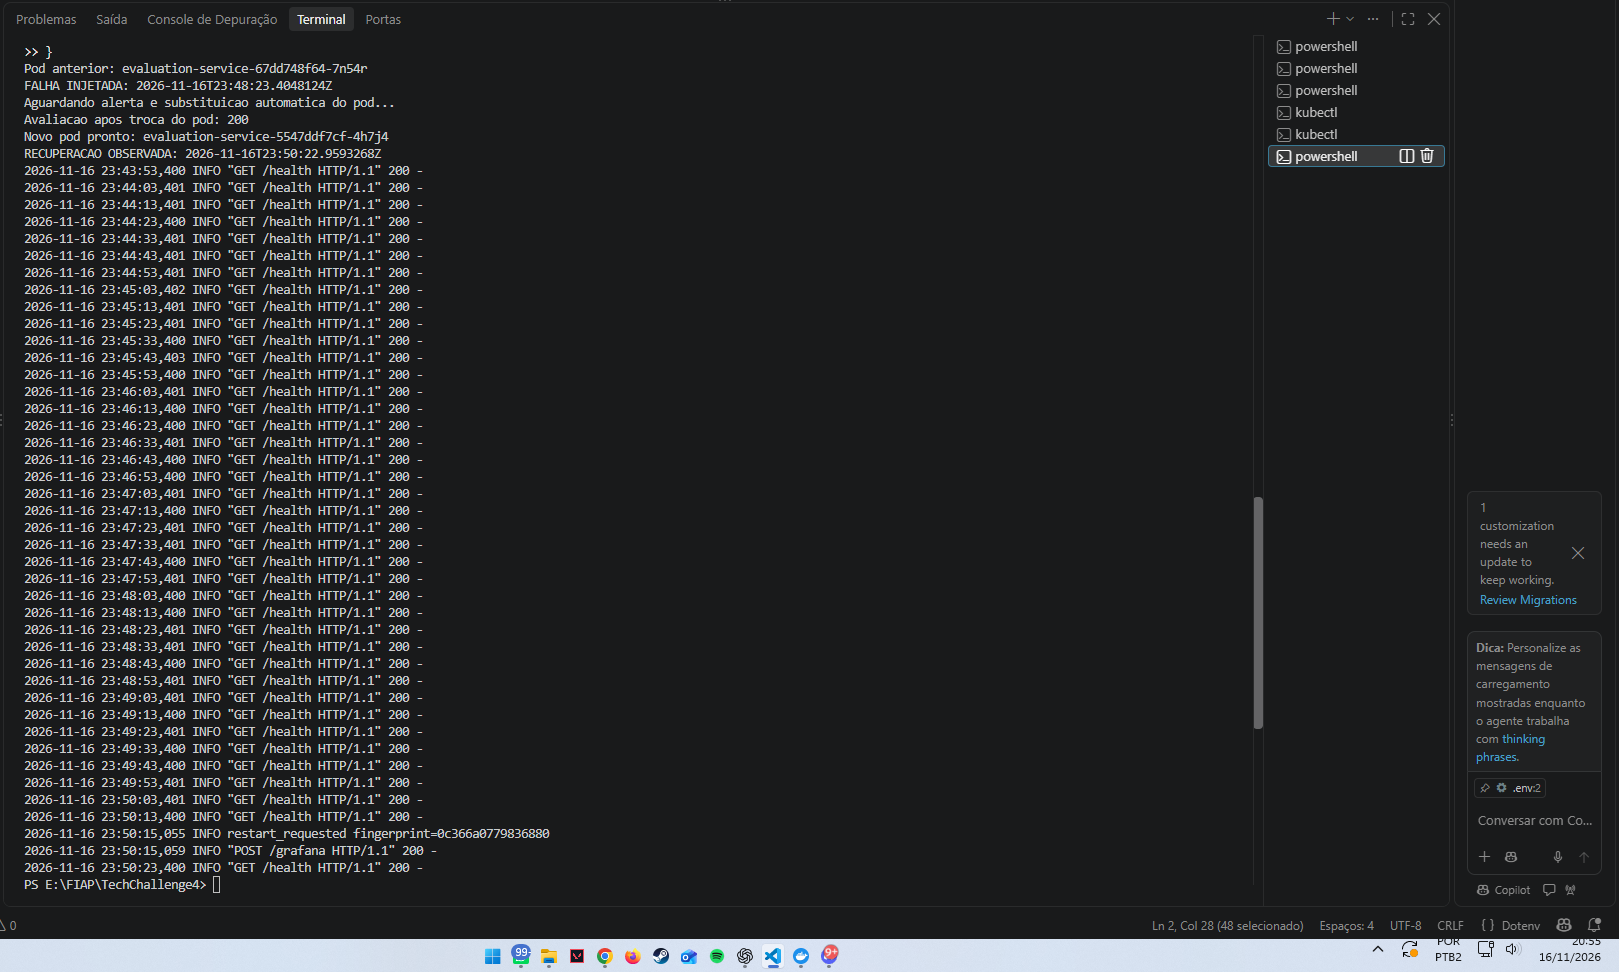 Problemas Saída Console de Depuração Terminal Portas
>> }
Pod anterior: evaluation-service-67dd748f64-7n54r
FALHA INJETADA: 2026-11-16T23:48:23.4048124Z
Aguardando alerta e substituicao automatica do pod...
Avaliacao apos troca do pod: 200
Novo pod pronto: evaluation-service-5547ddf7cf-4h7j4
RECUPERACAO OBSERVADA: 2026-11-16T23:50:22.9593268Z
2026-11-16 23:43:53,400 INFO "GET /health HTTP/1.1" 200 -
2026-11-16 23:44:03,401 INFO "GET /health HTTP/1.1" 200 -
2026-11-16 23:44:13,401 INFO "GET /health HTTP/1.1" 200 -
2026-11-16 23:44:23,400 INFO "GET /health HTTP/1.1" 200 -
2026-11-16 23:44:33,401 INFO "GET /health HTTP/1.1" 200 -
2026-11-16 23:44:43,401 INFO "GET /health HTTP/1.1" 200 -
2026-11-16 23:44:53,401 INFO "GET /health HTTP/1.1" 200 -
2026-11-16 23:45:03,402 INFO "GET /health HTTP/1.1" 200 -
2026-11-16 23:45:13,401 INFO "GET /health HTTP/1.1" 200 -
2026-11-16 23:45:23,401 INFO "GET /health HTTP/1.1" 200 -
2026-11-16 23:45:33,400 INFO "GET /health HTTP/1.1" 200 -
2026-11-16 23:45:43,403 INFO "GET /health HTTP/1.1" 200 -
2026-11-16 23:45:53,400 INFO "GET /health HTTP/1.1" 200 -
2026-11-16 23:46:03,401 INFO "GET /health HTTP/1.1" 200 -
2026-11-16 23:46:13,400 INFO "GET /health HTTP/1.1" 200 -
2026-11-16 23:46:23,400 INFO "GET /health HTTP/1.1" 200 -
2026-11-16 23:46:33,401 INFO "GET /health HTTP/1.1" 200 -
2026-11-16 23:46:43,400 INFO "GET /health HTTP/1.1" 200 -
2026-11-16 23:46:53,400 INFO "GET /health HTTP/1.1" 200 -
2026-11-16 23:47:03,401 INFO "GET /health HTTP/1.1" 200 -
2026-11-16 23:47:13,400 INFO "GET /health HTTP/1.1" 200 -
2026-11-16 23:47:23,401 INFO "GET /health HTTP/1.1" 200 -
2026-11-16 23:47:33,401 INFO "GET /health HTTP/1.1" 200 -
2026-11-16 23:47:43,400 INFO "GET /health HTTP/1.1" 200 -
2026-11-16 23:47:53,401 INFO "GET /health HTTP/1.1" 200 -
2026-11-16 23:48:03,400 INFO "GET /health HTTP/1.1" 200 -
2026-11-16 23:48:13,400 INFO "GET /health HTTP/1.1" 200 -
2026-11-16 23:48:23,401 INFO "GET /health HTTP/1.1" 200 -
2026-11-16 23:48:33,401 INFO "GET /health HTTP/1.1" 200 -
2026-11-16 23:48:43,400 INFO "GET /health HTTP/1.1" 200 -
2026-11-16 23:48:53,401 INFO "GET /health HTTP/1.1" 200 -
2026-11-16 23:49:03,401 INFO "GET /health HTTP/1.1" 200 -
2026-11-16 23:49:13,400 INFO "GET /health HTTP/1.1" 200 -
2026-11-16 23:49:23,401 INFO "GET /health HTTP/1.1" 200 -
2026-11-16 23:49:33,400 INFO "GET /health HTTP/1.1" 200 -
2026-11-16 23:49:43,400 INFO "GET /health HTTP/1.1" 200 -
2026-11-16 23:49:53,401 INFO "GET /health HTTP/1.1" 200 -
2026-11-16 23:50:03,401 INFO "GET /health HTTP/1.1" 200 -
2026-11-16 23:50:13,400 INFO "GET /health HTTP/1.1" 200 -
2026-11-16 23:50:15,055 INFO restart_requested fingerprint=0c366a0779836880
2026-11-16 23:50:15,059 INFO "POST /grafana HTTP/1.1" 200 -
2026-11-16 23:50:23,400 INFO "GET /health HTTP/1.1" 200 -
PS E:\FIAP\TechChallenge4>
powershell
powershell
powershell
kubectl
kubectl
powershell
1
customization
needs an
update to
keep working.
Review Migrations
Dica: Personalize as
mensagens de
carregamento
mostradas enquanto
o agente trabalha
com thinking
phrases.
.env:2
Conversar com Co...
Copilot
0
Ln 2, Col 28 (48 selecionado) Espaços: 4 UTF-8 CRLF { } Dotenv
99+
9+
POR
PTB2
20:55
16/11/2026